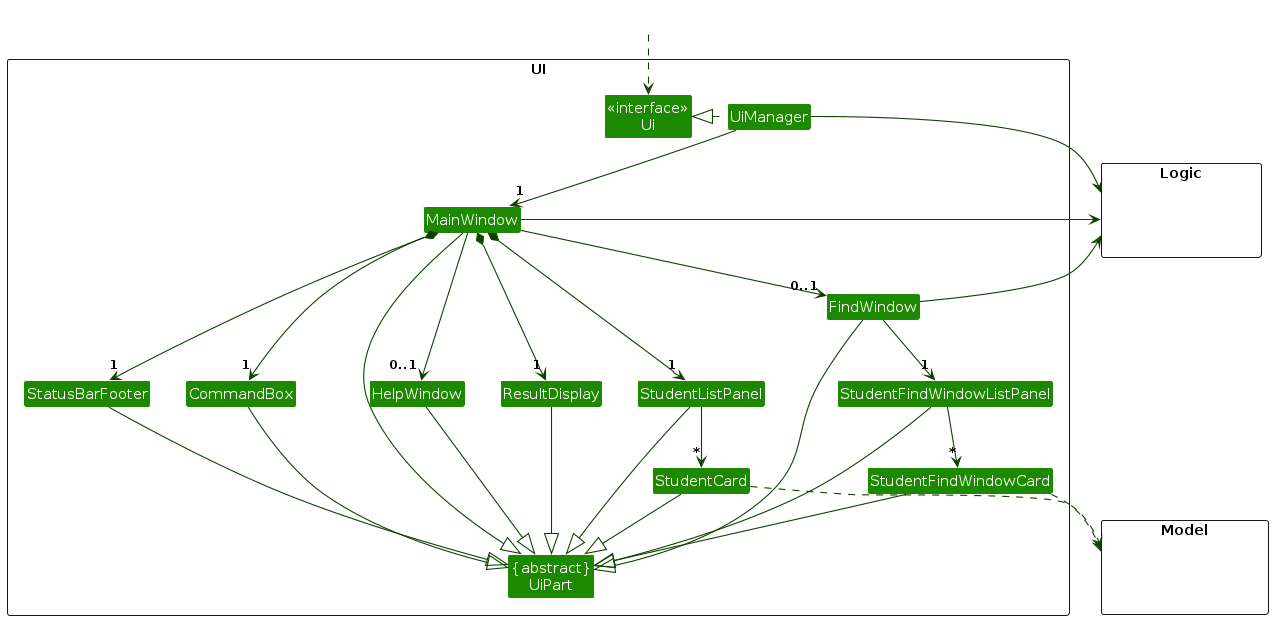 UI
«interface»
Ui
UiManager
Logic
1
MainWindow
0..1
FindWindow
1
1
0..1
1
1
1
StatusBarFooter
CommandBox
HelpWindow
ResultDisplay
StudentListPanel
StudentFindWindowListPanel
*
*
StudentCard
StudentFindWindowCard
Model
{abstract}
UiPart